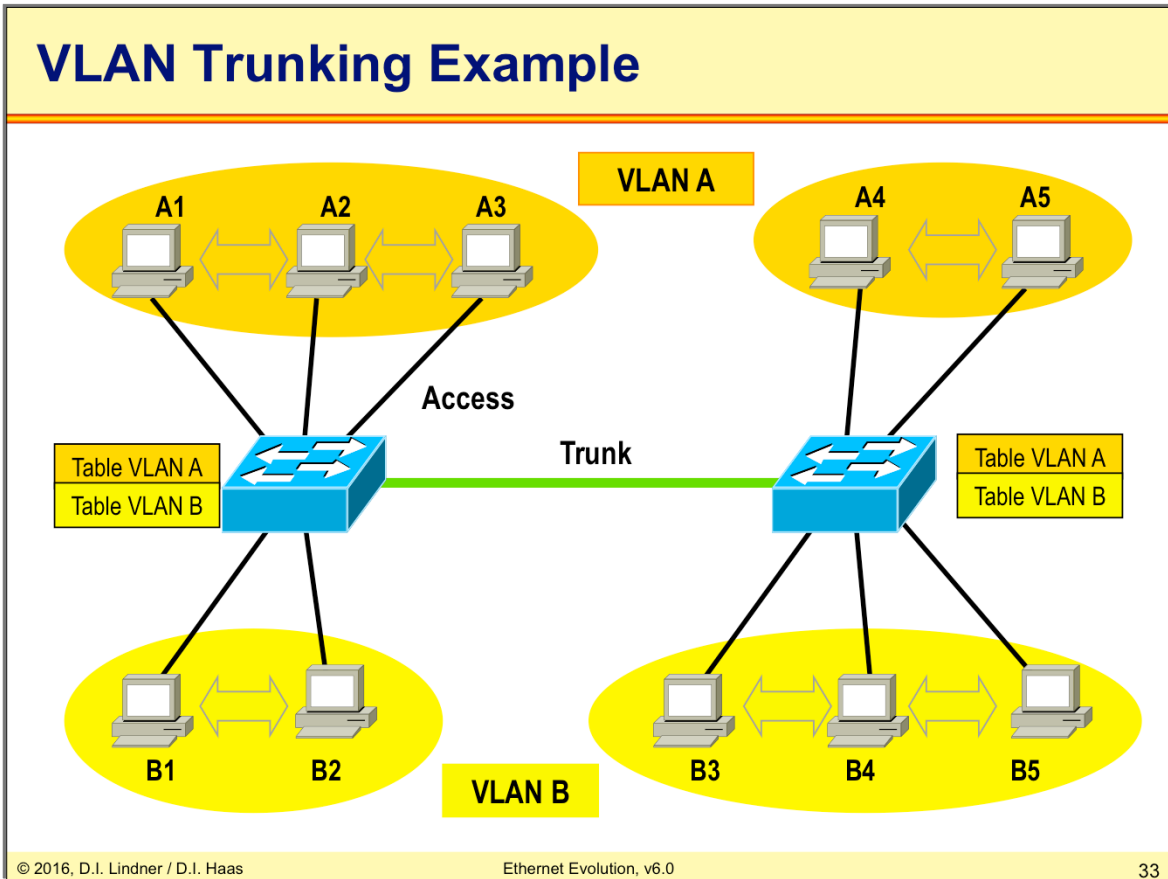 VLAN Trunking Example
VLAN A
A1
A2
A3
A4
A5
Access
Trunk
Table VLAN A
Table VLAN B
Table VLAN A
Table VLAN B
B1
B2
B3
B4
B5
VLAN B
© 2016, D.I. Lindner / D.I. Haas
Ethernet Evolution, v6.0
33